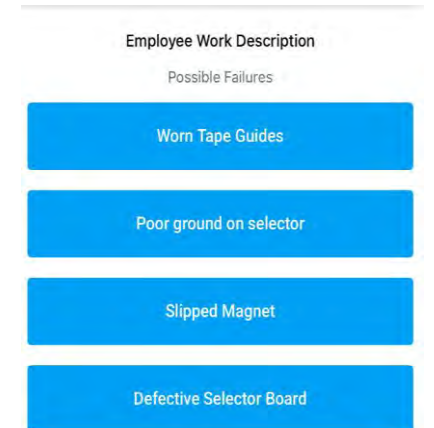 Employee Work Description
Possible Failures
Worn Tape Guides
Poor ground on selector
Slipped Magnet
Defective Selector Board